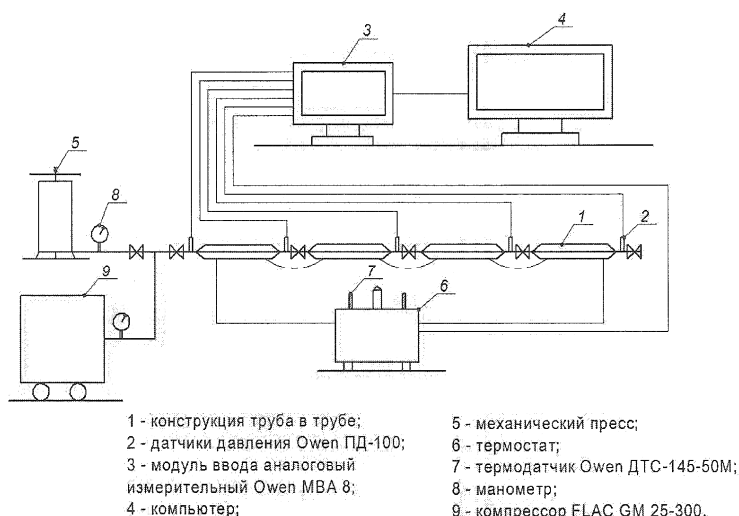 3
4
5
8
1
2
9
7
6
1 - конструкция труба в трубе;
2 - датчики давления Owen ПД-100;
3 - модуль ввода аналоговый
измерительный Owen МВА 8;
4 - компьютер;
5 - механический пресс;
6 - термостат;
7 - термодатчик Owen ДТС-145-50М;
8 - манометр;
9 - компрессор FLAC GM 25-300.